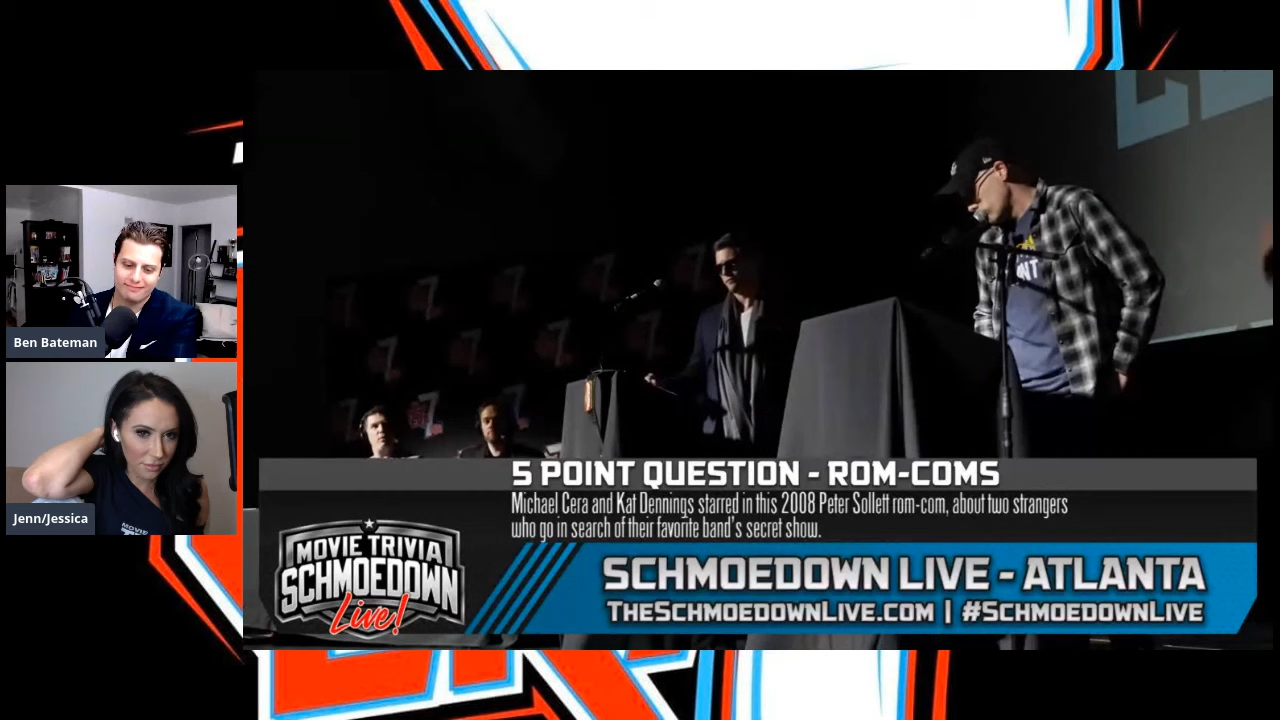 Ben Bateman
Jenn/Jessica
5 POINT QUESTION - ROM-COMS
Michael Cera and Kat Dennings starred in this 2008 Peter Sollett rom-com, about two strangers
who go in search of their favorite band's secret show.
MOVIE TRIVIA
SCHMOEDOWN
Live!
SCHMOEDOWN LIVE - ATLANTA
THESCHMOEDOWNLIVE.COM | #SCHMOEDOWNLIVE